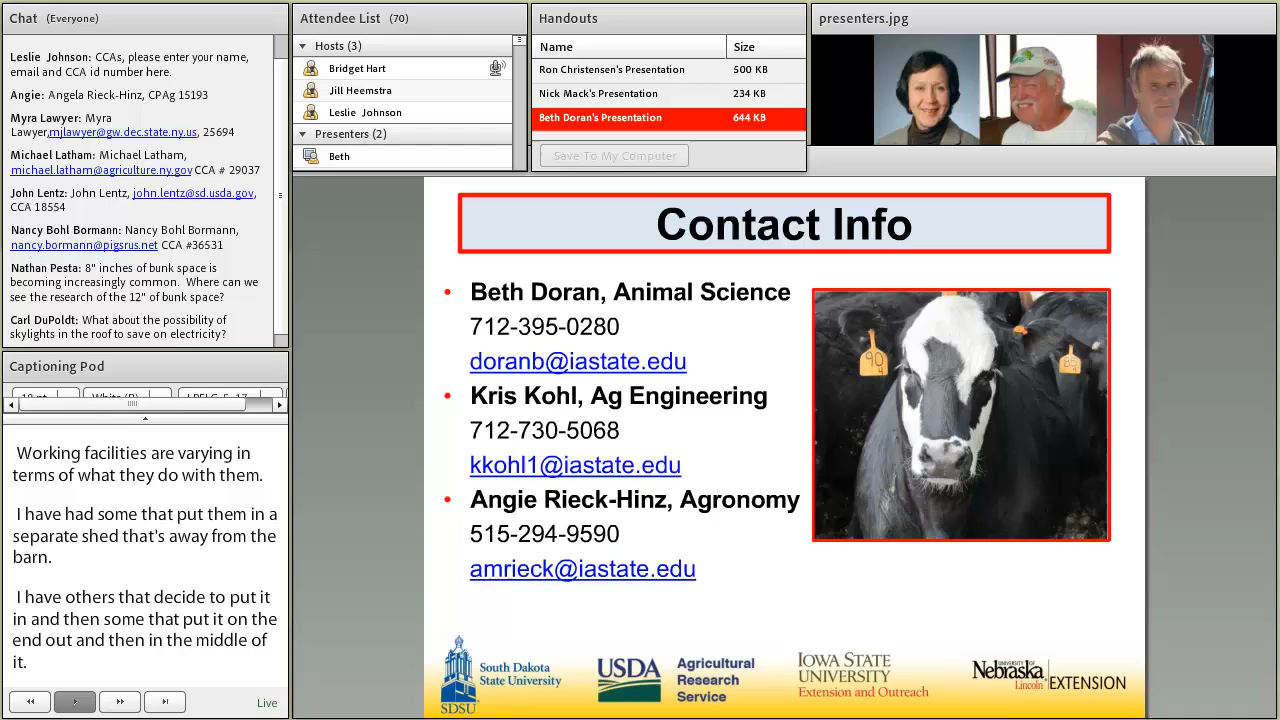 Chat (Everyone)
Leslie Johnson: CCAs, please enter your name,
email and CCA id number here.
Angie: Angela Rieck-Hinz, CPAg 15193
Myra Lawyer: Myra
Lawyer,mjlawyer@gw.dec.state.ny.us, 25694
Michael Latham: Michael Latham,
michael.latham@agriculture.ny.gov CCA # 29037
John Lentz: John Lentz, john.lentz@sd.usda.gov,
CCA 18554
Nancy Bohl Bormann: Nancy Bohl Bormann,
nancy.bormann@pigsrus.net CCA #36531
Nathan Pesta: 8" inches of bunk space is
becoming increasingly common. Where can we
see the research of the 12" of bunk space?
Carl DuPoldt: What about the possibility of
skylights in the roof to save on electricity?
Captioning Pod
Working facilities are varying in
terms of what they do with them.
I have had some that put them in a
separate shed that's away from the
barn.
I have others that decide to put it
in and then some that put it on the
end out and then in the middle of
it.
Live
Attendee List (70)
Hosts (3)
Bridget Hart
Jill Heemstra
Leslie Johnson
Presenters (2)
Beth
Handouts
Name Size
Ron Christensen's Presentation 500 KB
Nick Mack's Presentation 234 KB
Beth Doran's Presentation 644 KB
Save To My Computer
presenters.jpg
Contact Info
• Beth Doran, Animal Science
712-395-0280
doranb@iastate.edu
• Kris Kohl, Ag Engineering
712-730-5068
kkohl1@iastate.edu
• Angie Rieck-Hinz, Agronomy
515-294-9590
amrieck@iastate.edu
90
SDSU
South Dakota
State University
USDA
Agricultural
Research
Service
IOWA STATE
UNIVERSITY
Extension and Outreach
UNIVERSITY OF
Nebraska
Lincoln
EXTENSION